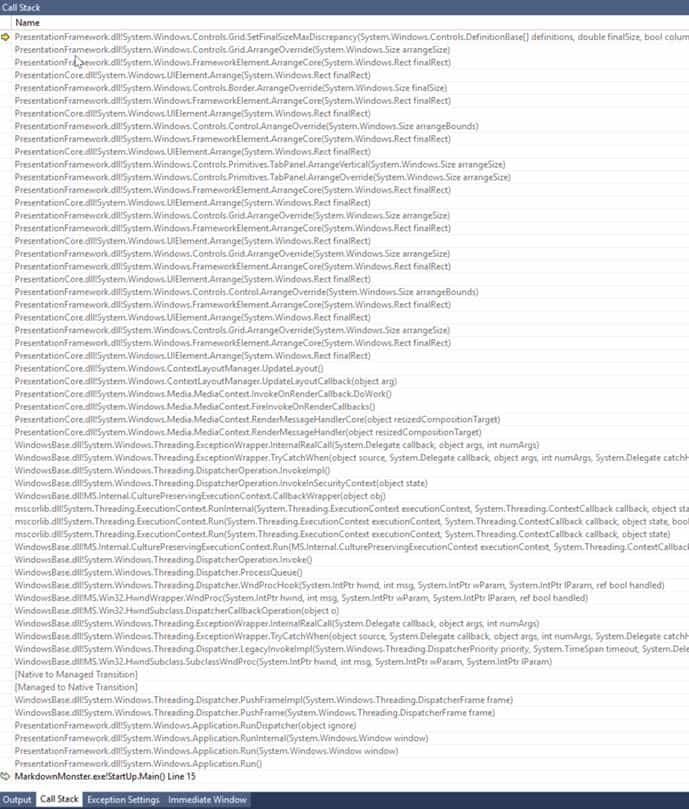 Call Stack
Name
PresentationFramework.dll!System.Windows.Controls.Grid.SetFinalSizeMaxDiscrepancy(System.Windows.Controls.DefinitionBase[] definitions, double finalSize, bool colum
PresentationFramework.dll!System.Windows.Controls.Grid.ArrangeOverride(System.Windows.Size arrangeSize)
PresentationFramework.dll!System.Windows.FrameworkElement.ArrangeCore(System.Windows.Rect finalRect)
PresentationCore.dll!System.Windows.UIElement.Arrange(System.Windows.Rect finalRect)
PresentationFramework.dll!System.Windows.Controls.Border.ArrangeOverride(System.Windows.Size finalSize)
PresentationFramework.dll!System.Windows.FrameworkElement.ArrangeCore(System.Windows.Rect finalRect)
PresentationCore.dll!System.Windows.UIElement.Arrange(System.Windows.Rect finalRect)
PresentationFramework.dll!System.Windows.Controls.Control.ArrangeOverride(System.Windows.Size arrangeBounds)
PresentationFramework.dll!System.Windows.FrameworkElement.ArrangeCore(System.Windows.Rect finalRect)
PresentationCore.dll!System.Windows.UIElement.Arrange(System.Windows.Rect finalRect)
PresentationFramework.dll!System.Windows.Controls.Primitives.TabPanel.ArrangeVertical(System.Windows.Size arrangeSize)
PresentationFramework.dll!System.Windows.Controls.Primitives.TabPanel.ArrangeOverride(System.Windows.Size arrangeSize)
PresentationFramework.dll!System.Windows.FrameworkElement.ArrangeCore(System.Windows.Rect finalRect)
PresentationCore.dll!System.Windows.UIElement.Arrange(System.Windows.Rect finalRect)
PresentationFramework.dll!System.Windows.Controls.Grid.ArrangeOverride(System.Windows.Size arrangeSize)
PresentationFramework.dll!System.Windows.FrameworkElement.ArrangeCore(System.Windows.Rect finalRect)
PresentationCore.dll!System.Windows.UIElement.Arrange(System.Windows.Rect finalRect)
PresentationFramework.dll!System.Windows.Controls.Grid.ArrangeOverride(System.Windows.Size arrangeSize)
PresentationFramework.dll!System.Windows.FrameworkElement.ArrangeCore(System.Windows.Rect finalRect)
PresentationCore.dll!System.Windows.UIElement.Arrange(System.Windows.Rect finalRect)
PresentationFramework.dll!System.Windows.Controls.Control.ArrangeOverride(System.Windows.Size arrangeBounds)
PresentationFramework.dll!System.Windows.FrameworkElement.ArrangeCore(System.Windows.Rect finalRect)
PresentationCore.dll!System.Windows.UIElement.Arrange(System.Windows.Rect finalRect)
PresentationFramework.dll!System.Windows.Controls.Grid.ArrangeOverride(System.Windows.Size arrangeSize)
PresentationFramework.dll!System.Windows.FrameworkElement.ArrangeCore(System.Windows.Rect finalRect)
PresentationCore.dll!System.Windows.UIElement.Arrange(System.Windows.Rect finalRect)
PresentationCore.dll!System.Windows.ContextLayoutManager.UpdateLayout()
PresentationCore.dll!System.Windows.ContextLayoutManager.UpdateLayoutCallback(object arg)
PresentationCore.dll!System.Windows.Media.MediaContext.InvokeOnRenderCallback.DoWork()
PresentationCore.dll!System.Windows.Media.MediaContext.FireInvokeOnRenderCallbacks()
PresentationCore.dll!System.Windows.Media.MediaContext.RenderMessageHandlerCore(object resizedCompositionTarget)
PresentationCore.dll!System.Windows.Media.MediaContext.RenderMessageHandler(object resizedCompositionTarget)
WindowsBase.dll!System.Windows.Threading.ExceptionWrapper.InternalRealCall(System.Delegate callback, object args, int numArgs)
WindowsBase.dll!System.Windows.Threading.ExceptionWrapper.TryCatchWhen(object source, System.Delegate callback, object args, int numArgs, System.Delegate catchH
WindowsBase.dll!System.Windows.Threading.DispatcherOperation.InvokeImpl()
WindowsBase.dll!System.Windows.Threading.DispatcherOperation.InvokeInSecurityContext(object state)
WindowsBase.dll!MS.Internal.CulturePreservingExecutionContext.CallbackWrapper(object obj)
mscorlib.dll!System.Threading.ExecutionContext.RunInternal(System.Threading.ExecutionContext executionContext, System.Threading.ContextCallback callback, object sta
mscorlib.dll!System.Threading.ExecutionContext.Run(System.Threading.ExecutionContext executionContext, System.Threading.ContextCallback callback, object state, boo
mscorlib.dll!System.Threading.ExecutionContext.Run(System.Threading.ExecutionContext executionContext, System.Threading.ContextCallback callback, object state)
WindowsBase.dll!MS.Internal.CulturePreservingExecutionContext.Run(MS.Internal.CulturePreservingExecutionContext executionContext, System.Threading.ContextCallbac
WindowsBase.dll!System.Windows.Threading.DispatcherOperation.Invoke()
WindowsBase.dll!System.Windows.Threading.Dispatcher.ProcessQueue()
WindowsBase.dll!System.Windows.Threading.Dispatcher.WndProcHook(System.IntPtr hwnd, int msg, System.IntPtr wParam, System.IntPtr lParam, ref bool handled)
WindowsBase.dll!MS.Win32.HwndWrapper.WndProc(System.IntPtr hwnd, int msg, System.IntPtr wParam, System.IntPtr lParam, ref bool handled)
WindowsBase.dll!MS.Win32.HwndSubclass.DispatcherCallbackOperation(object o)
WindowsBase.dll!System.Windows.Threading.ExceptionWrapper.InternalRealCall(System.Delegate callback, object args, int numArgs)
WindowsBase.dll!System.Windows.Threading.ExceptionWrapper.TryCatchWhen(object source, System.Delegate callback, object args, int numArgs, System.Delegate catchH
WindowsBase.dll!System.Windows.Threading.Dispatcher.LegacyInvokeImpl(System.Windows.Threading.DispatcherPriority priority, System.TimeSpan timeout, System.Dele
WindowsBase.dll!MS.Win32.HwndSubclass.SubclassWndProc(System.IntPtr hwnd, int msg, System.IntPtr wParam, System.IntPtr lParam)
[Native to Managed Transition]
[Managed to Native Transition]
WindowsBase.dll!System.Windows.Threading.Dispatcher.PushFrameImpl(System.Windows.Threading.DispatcherFrame frame)
WindowsBase.dll!System.Windows.Threading.Dispatcher.PushFrame(System.Windows.Threading.DispatcherFrame frame)
PresentationFramework.dll!System.Windows.Application.RunDispatcher(object ignore)
PresentationFramework.dll!System.Windows.Application.RunInternal(System.Windows.Window window)
PresentationFramework.dll!System.Windows.Application.Run(System.Windows.Window window)
PresentationFramework.dll!System.Windows.Application.Run()
MarkdownMonster.exe!StartUp.Main() Line 15
Output Call Stack Exception Settings Immediate Window